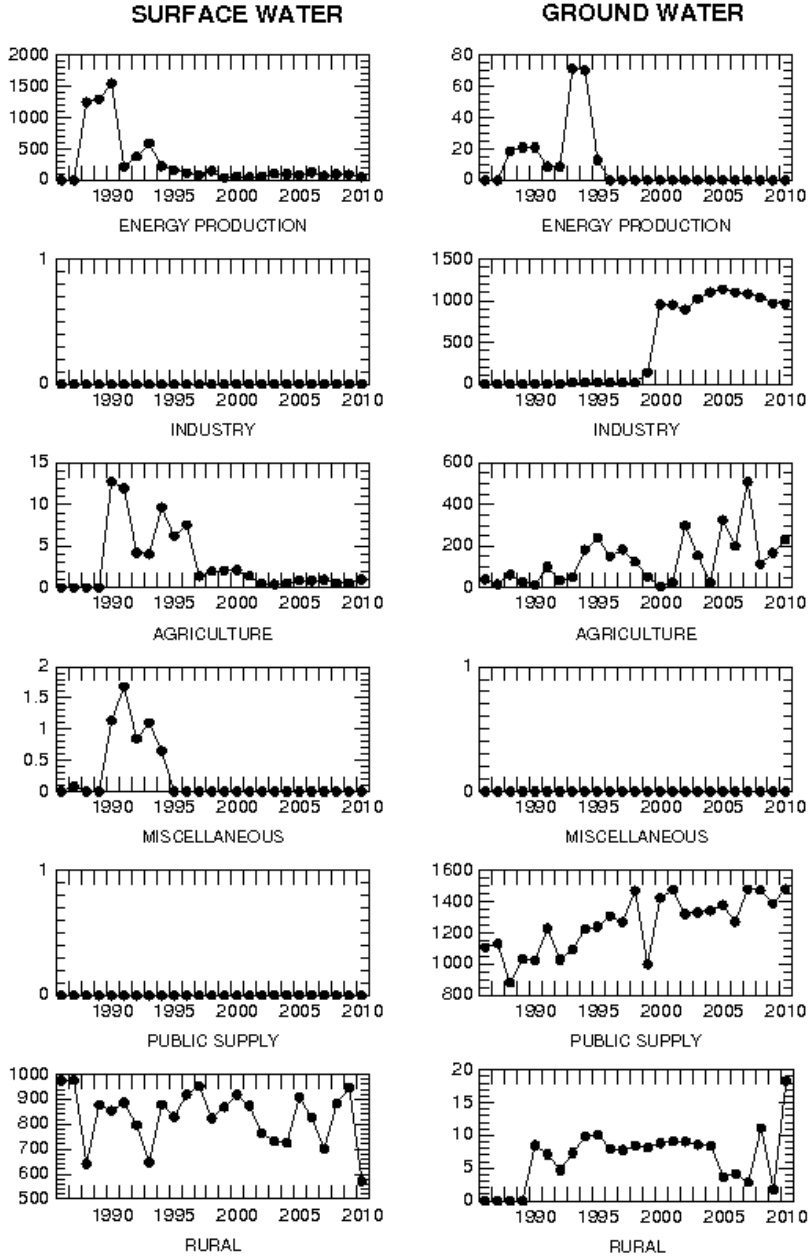 SURFACE WATER GROUND WATER
2000 80
1500 60
1000 40
500 20
0 0
1990 1995 2000 2005 2010 1990 1995 2000 2005 2010
ENERGY PRODUCTION ENERGY PRODUCTION
1 1500
1000
500
0 0
1990 1995 2000 2005 2010 1990 1995 2000 2005 2010
INDUSTRY INDUSTRY
15 600
10 400
5 200
0 0
1990 1995 2000 2005 2010 1990 1995 2000 2005 2010
AGRICULTURE AGRICULTURE
2 1
1.5
1
0.5
0 0
1990 1995 2000 2005 2010 1990 1995 2000 2005 2010
MISCELLANEOUS MISCELLANEOUS
1 1600
1400
1200
1000
0 800
1990 1995 2000 2005 2010 1990 1995 2000 2005 2010
PUBLIC SUPPLY PUBLIC SUPPLY
1000 20
900 15
800 10
700 5
600
500 0
1990 1995 2000 2005 2010 1990 1995 2000 2005 2010
RURAL RURAL